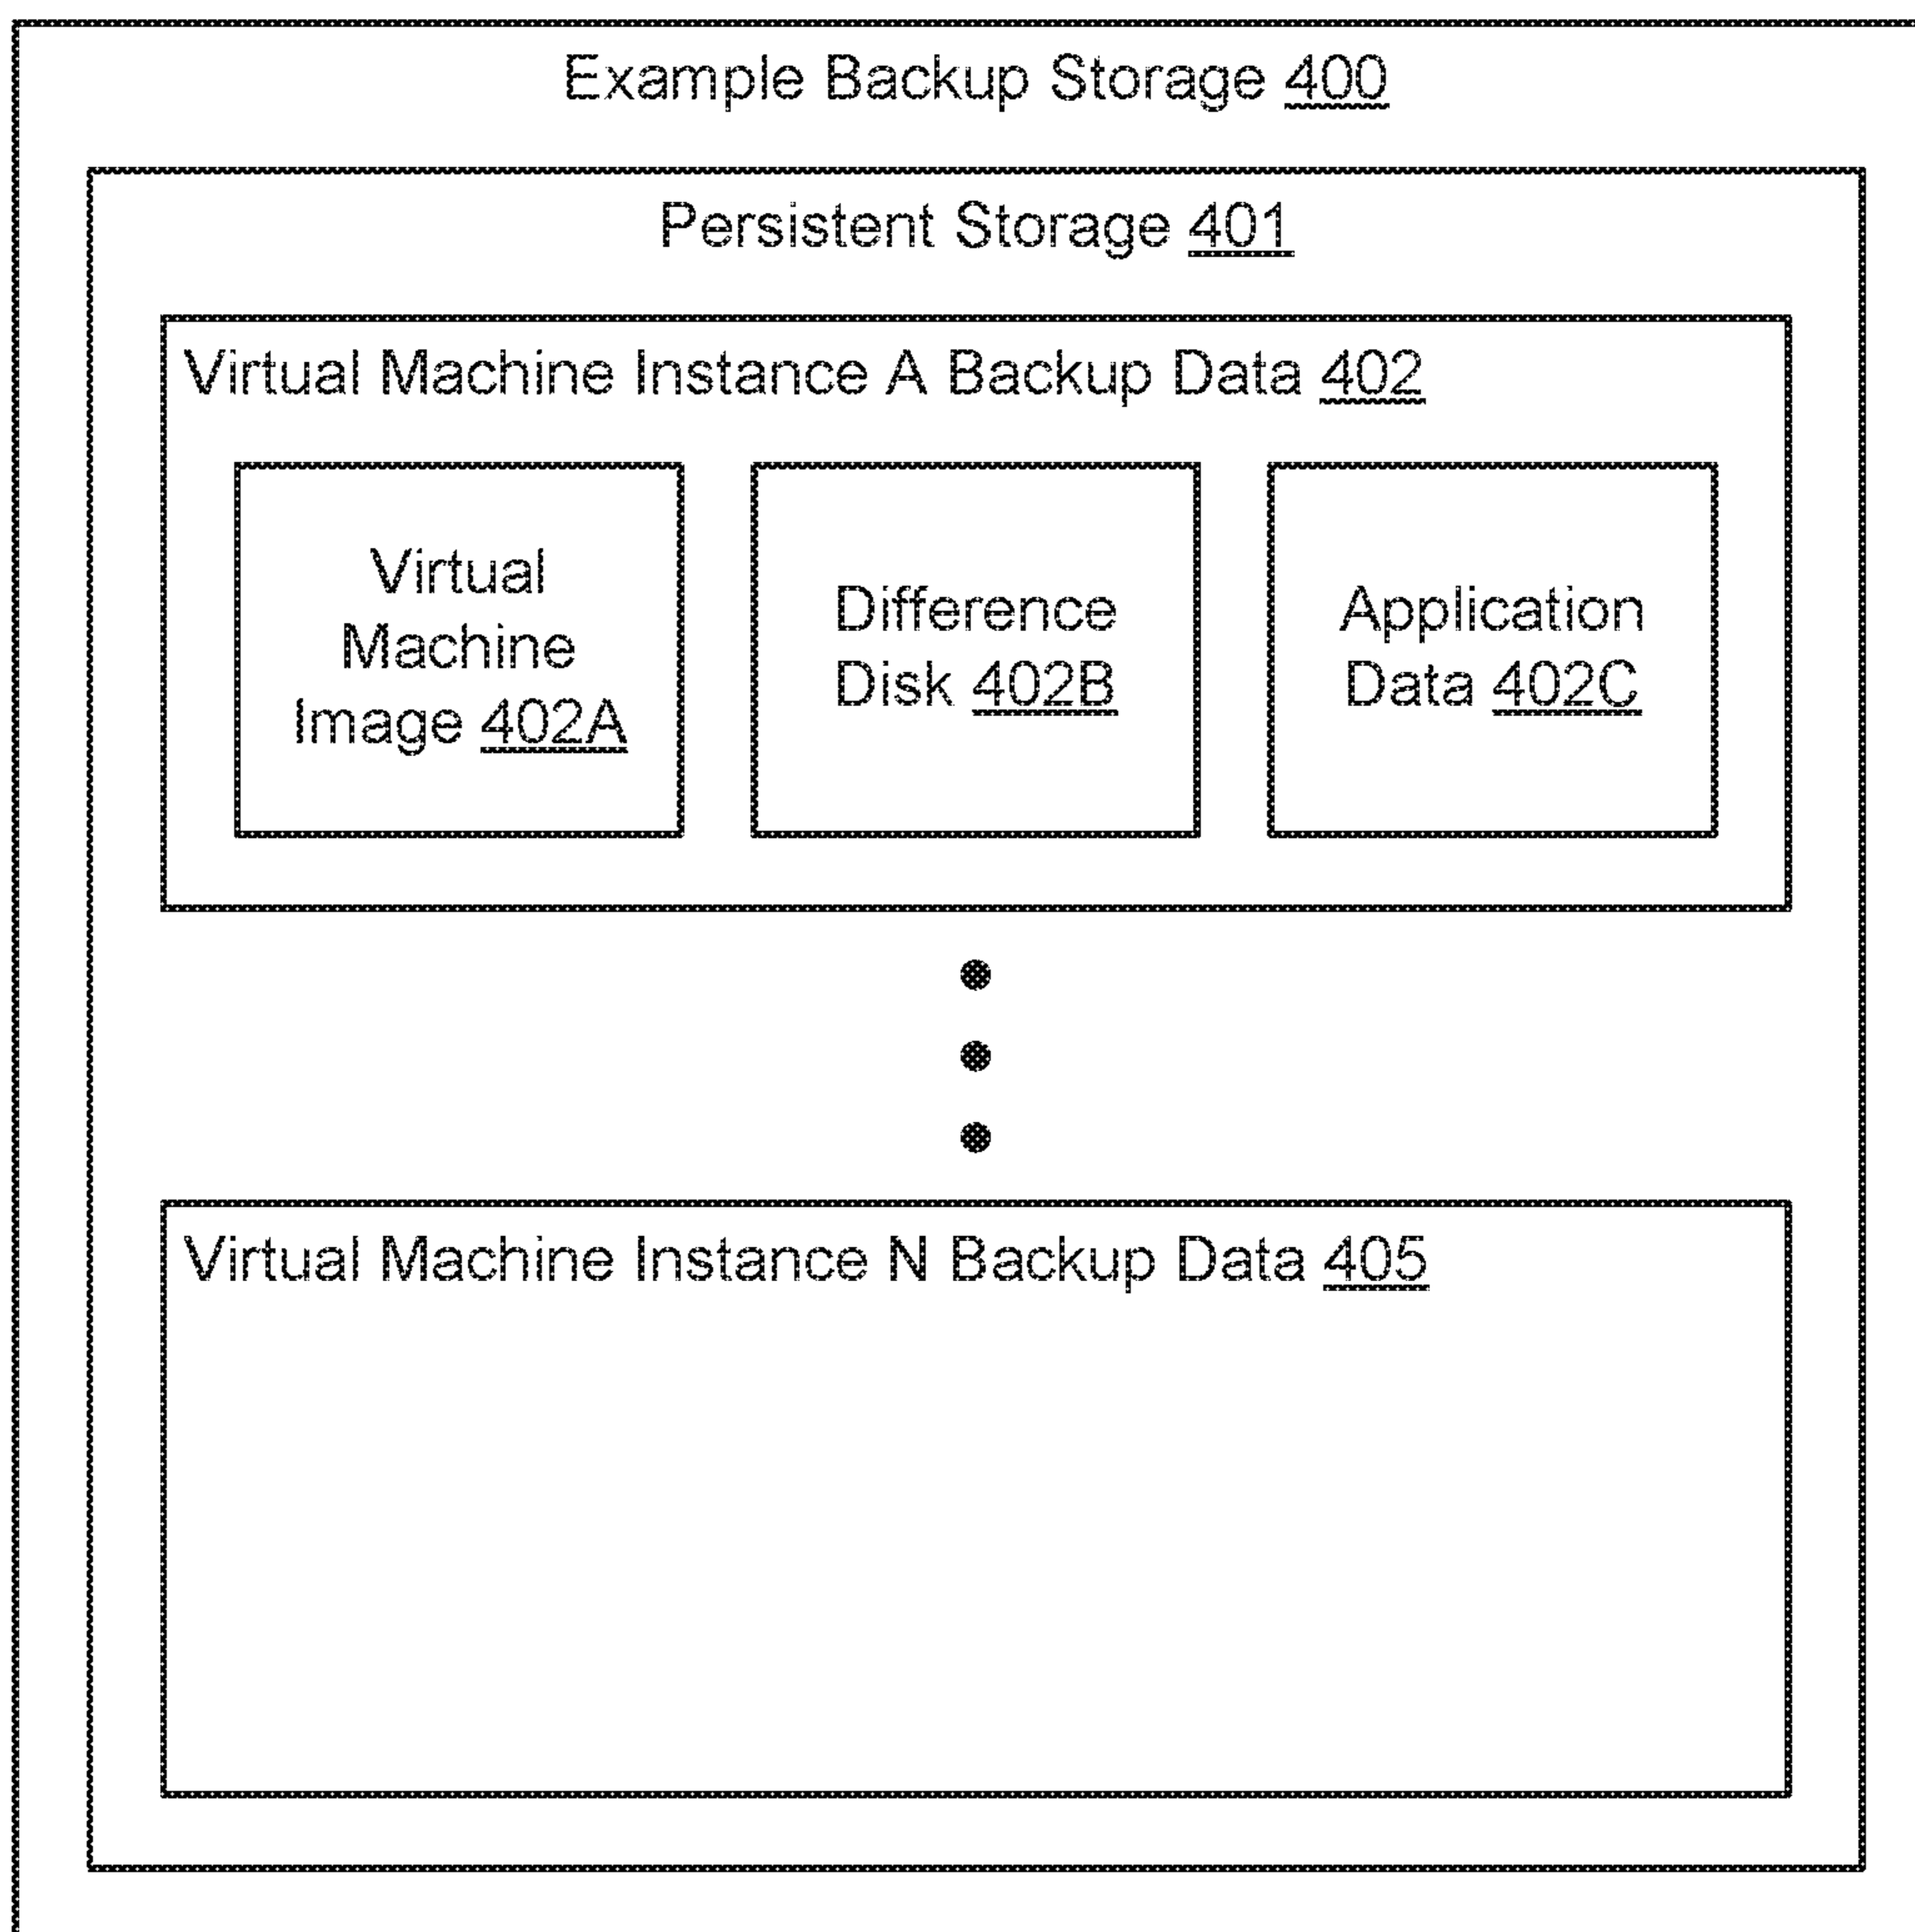 Example Backup Storage 400
Persistent Storage 401
Virtual Machine Instance A Backup Data 402
Virtual
Machine
Image 402A
Difference
Disk 402B
Application
Data 402C
Virtual Machine Instance N Backup Data 405